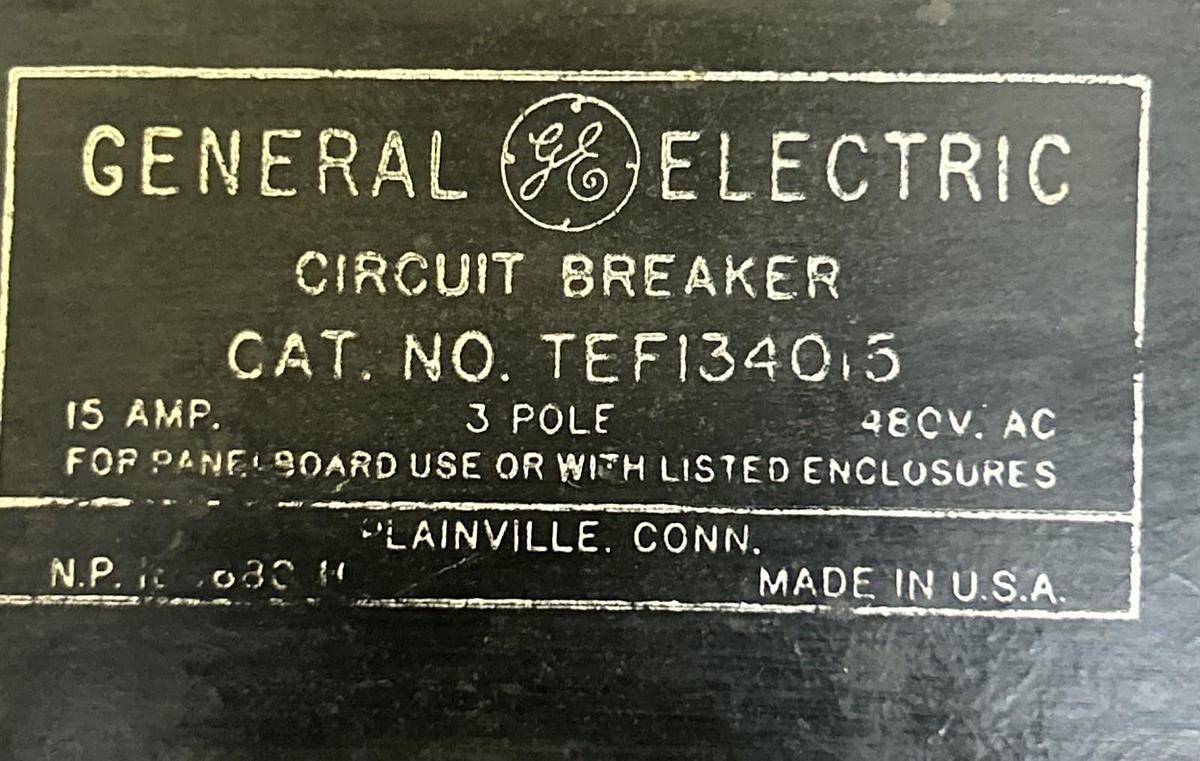 GENERAL GE ELECTRIC
CIRCUIT BREAKER
CAT. NO. TEF134015
15 AMP. 3 POLE 480V. AC
FOR PANELBOARD USE OR WITH LISTED ENCLOSURES
PLAINVILLE, CONN.
N.P. MADE IN U.S.A.